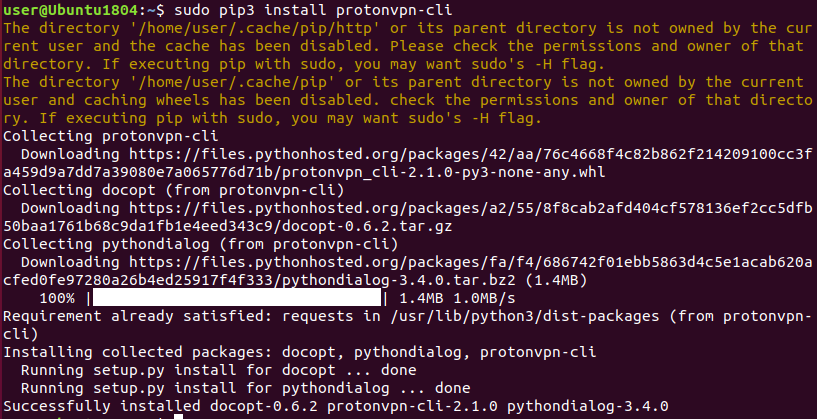 user@Ubuntu1804:~$ sudo pip3 install protonvpn-cli
The directory '/home/user/.cache/pip/http' or its parent directory is not owned by the cur
rent user and the cache has been disabled. Please check the permissions and owner of that
directory. If executing pip with sudo, you may want sudo's -H flag.
The directory '/home/user/.cache/pip' or its parent directory is not owned by the current
user and caching wheels has been disabled. check the permissions and owner of that directo
ry. If executing pip with sudo, you may want sudo's -H flag.
Collecting protonvpn-cli
  Downloading https://files.pythonhosted.org/packages/42/aa/76c4668f4c82b862f214209100cc3f
a459d9a7dd7a39080e7a065776d71b/protonvpn_cli-2.1.0-py3-none-any.whl
Collecting docopt (from protonvpn-cli)
  Downloading https://files.pythonhosted.org/packages/a2/55/8f8cab2afd404cf578136ef2cc5dfb
50baa1761b68c9da1fb1e4eed343c9/docopt-0.6.2.tar.gz
Collecting pythondialog (from protonvpn-cli)
  Downloading https://files.pythonhosted.org/packages/fa/f4/686742f01ebb5863d4c5e1acab620a
cfed0fe97280a26b4ed25917f4f333/pythondialog-3.4.0.tar.bz2 (1.4MB)
    100% || 1.4MB 1.0MB/s
Requirement already satisfied: requests in /usr/lib/python3/dist-packages (from protonvpn-
cli)
Installing collected packages: docopt, pythondialog, protonvpn-cli
  Running setup.py install for docopt ... done
  Running setup.py install for pythondialog ... done
Successfully installed docopt-0.6.2 protonvpn-cli-2.1.0 pythondialog-3.4.0